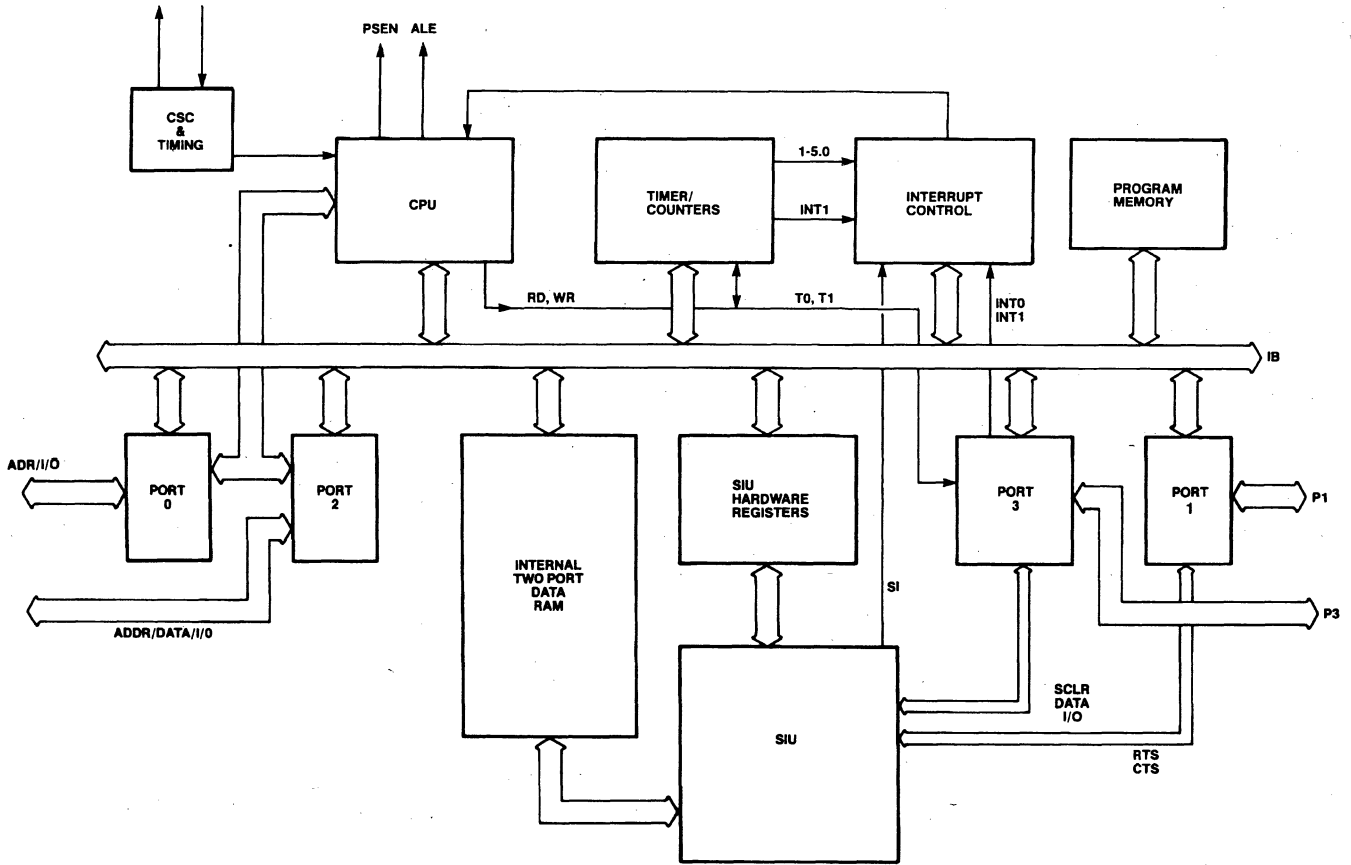 PSEN ALE
CSC
&
TIMING
CPU
TIMER/
COUNTERS
1-5.0
INT1
INTERRUPT
CONTROL
PROGRAM
MEMORY
RD, WR
T0, T1
INT0
INT1
IB
ADR/I/O
PORT
0
PORT
2
INTERNAL
TWO PORT
DATA
RAM
SIU
HARDWARE
REGISTERS
PORT
3
PORT
1
P1
SI
P3
ADDR/DATA/I/0
SIU
SCLR
DATA
I/O
RTS
CTS